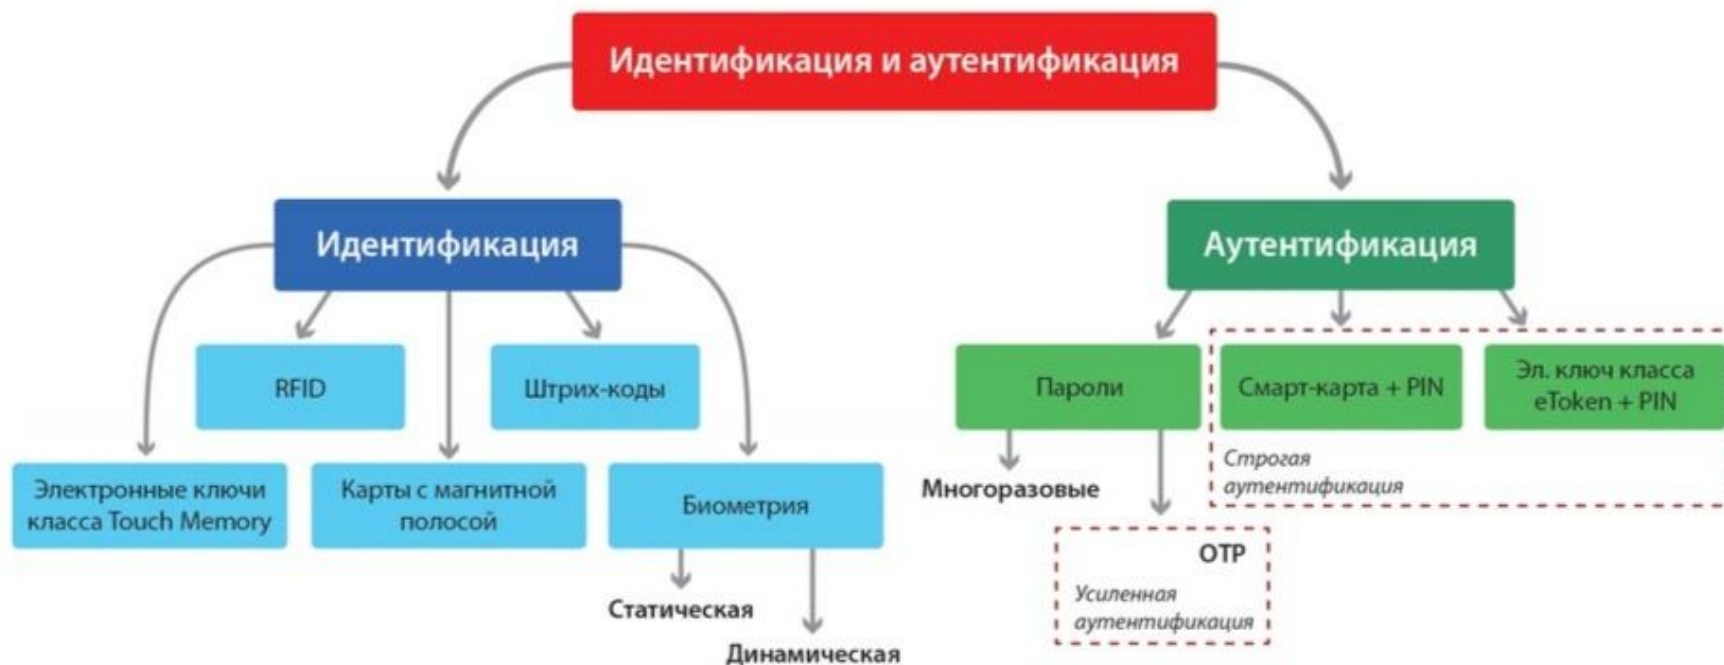 Идентификация и аутентификация
Идентификация
Аутентификация
RFID
Штрих-коды
Пароли
Смарт-карта + PIN
Эл. ключ класса
eToken + PIN
Электронные ключи
класса Touch Memory
Карты с магнитной
полосой
Биометрия
Многоразовые
Строгая
аутентификация
Статическая
Динамическая
OTP
Усиленная
аутентификация